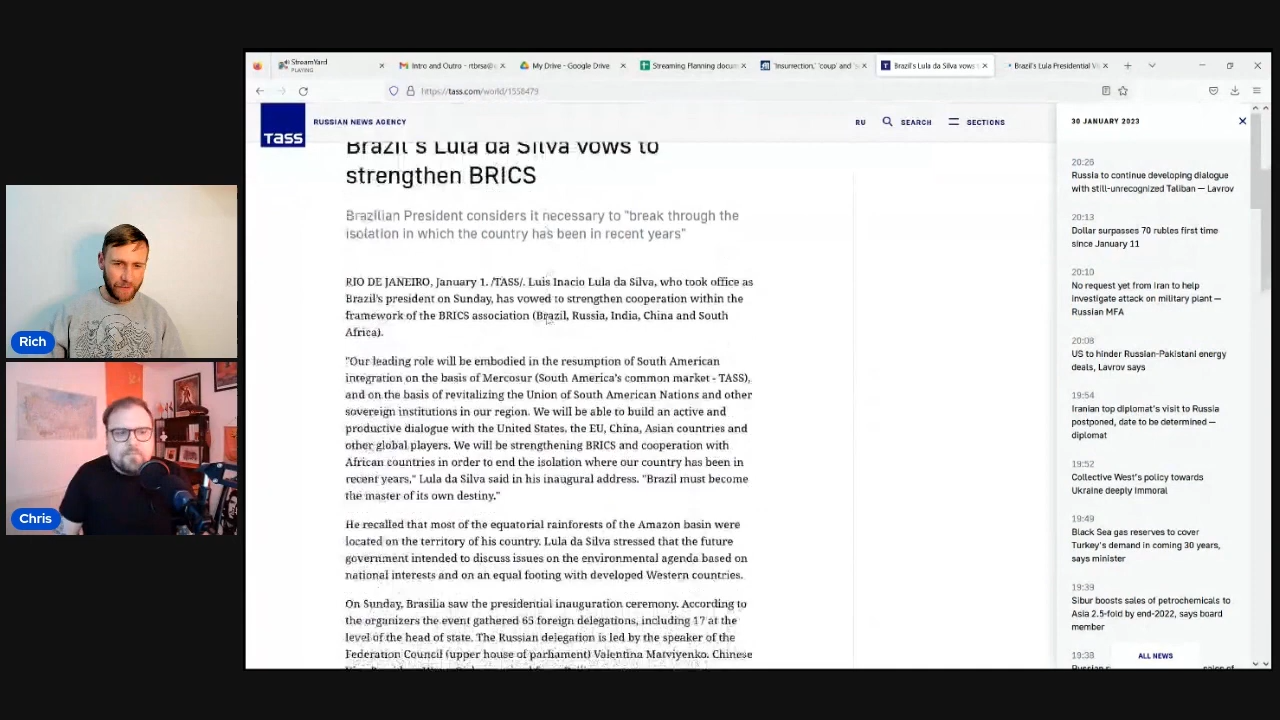 StreamYard
PLAYING
Intro and Outro - rtbrsa@
My Drive - Google Drive
Streaming Planning docum
'Insurrection,' 'coup' and
Brazil's Lula da Silva vows
Brazil's Lula Presidential
https://tass.com/world/1558479
TASS
RUSSIAN NEWS AGENCY
RU
SEARCH
SECTIONS
Brazil's Lula da Silva vows to
strengthen BRICS
Brazilian President considers it necessary to "break through the
isolation in which the country has been in recent years"
RIO DE JANEIRO, January 1. /TASS/. Luis Inacio Lula da Silva, who took office as
Brazil's president on Sunday, has vowed to strengthen cooperation within the
framework of the BRICS association (Brazil, Russia, India, China and South
Africa).
"Our leading role will be embodied in the resumption of South American
integration on the basis of Mercosur (South America's common market - TASS),
and on the basis of revitalizing the Union of South American Nations and other
sovereign institutions in our region. We will be able to build an active and
productive dialogue with the United States, the EU, China, Asian countries and
other global players. We will be strengthening BRICS and cooperation with
African countries in order to end the isolation where our country has been in
recent years," Lula da Silva said in his inaugural address. "Brazil must become
the master of its own destiny."
He recalled that most of the equatorial rainforests of the Amazon basin were
located on the territory of his country. Lula da Silva stressed that the future
government intended to discuss issues on the environmental agenda based on
national interests and on an equal footing with developed Western countries.
On Sunday, Brasilia saw the presidential inauguration ceremony. According to
the organizers the event gathered 65 foreign delegations, including 17 at the
level of the head of state. The Russian delegation is led by the speaker of the
Federation Council (upper house of parliament) Valentina Matviyenko. Chinese
30 JANUARY 2023
20:26
Russia to continue developing dialogue
with still-unrecognized Taliban — Lavrov
20:13
Dollar surpasses 70 rubles first time
since January 11
20:10
No request yet from Iran to help
investigate attack on military plant —
Russian MFA
20:08
US to hinder Russian-Pakistani energy
deals, Lavrov says
19:54
Iranian top diplomat's visit to Russia
postponed, date to be determined —
diplomat
19:52
Collective West's policy towards
Ukraine deeply immoral
19:49
Black Sea gas reserves to cover
Turkey's demand in coming 30 years,
says minister
19:39
Sibur boosts sales of petrochemicals to
Asia 2.5-fold by end-2022, says board
member
19:38
ALL NEWS
Rich
Chris